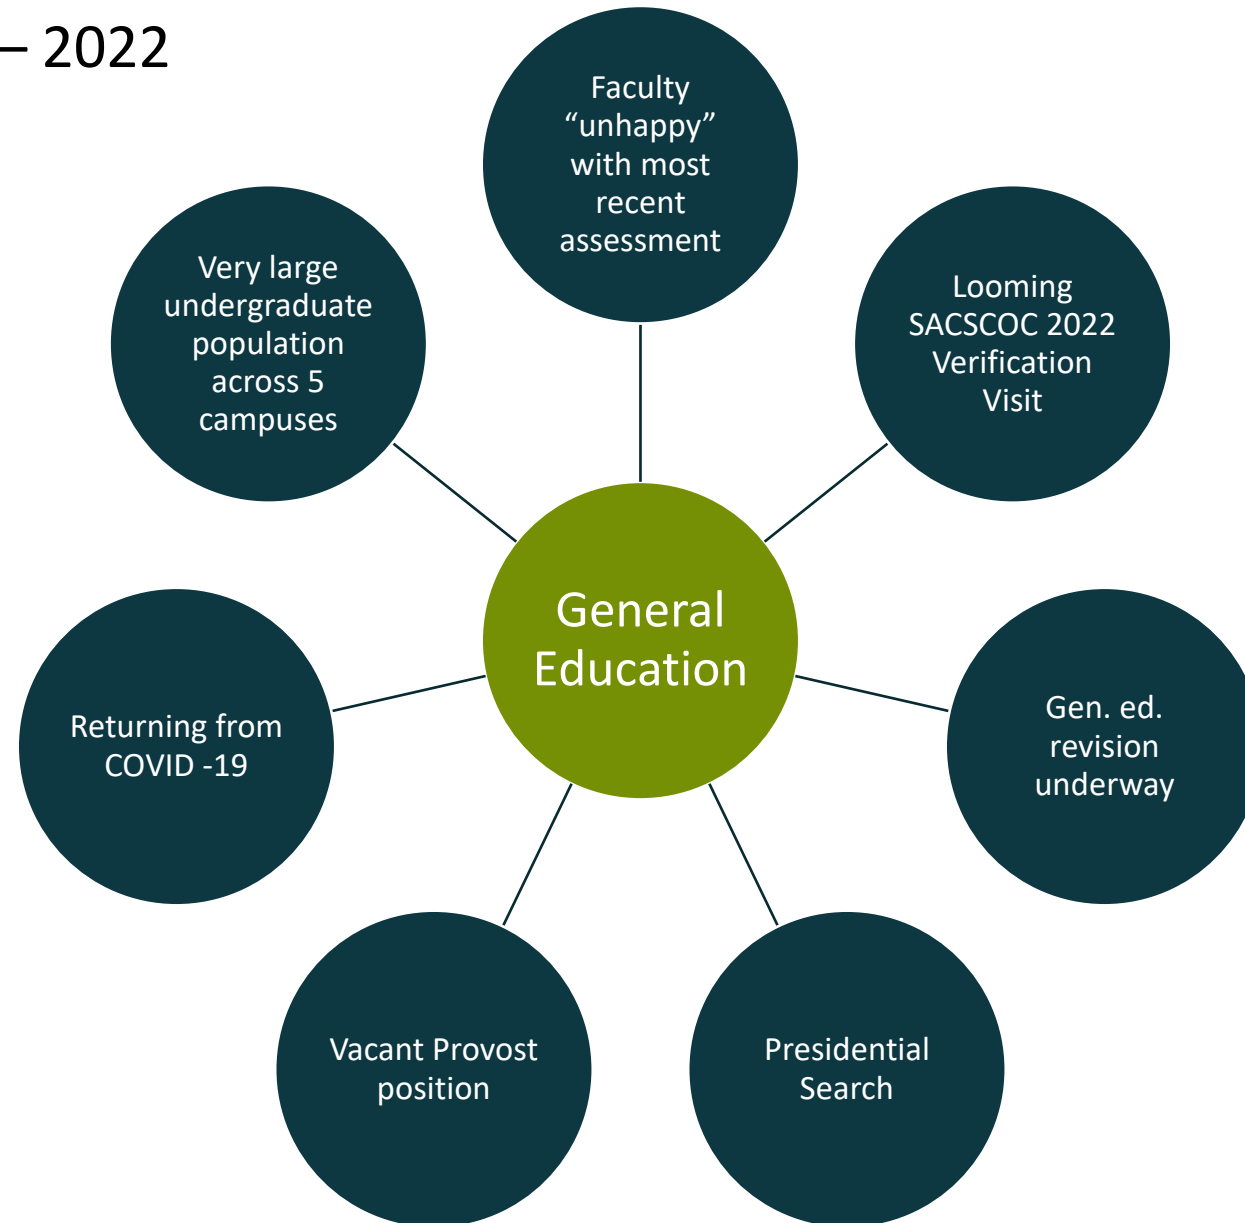 – 2022
Faculty
“unhappy”
with most
recent
assessment
Looming
SACSCOC 2022
Verification
Visit
Gen. ed.
revision
underway
Presidential
Search
Vacant Provost
position
Returning from
COVID -19
Very large
undergraduate
population
across 5
campuses
General
Education